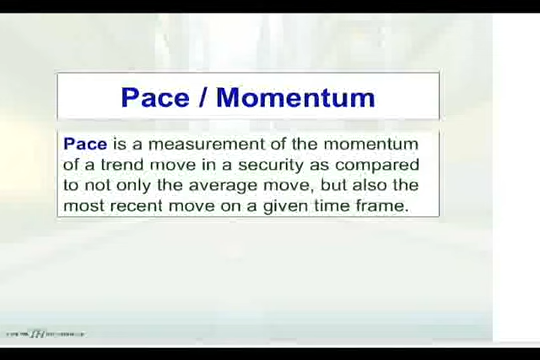 Pace / Momentum
Pace is a measurement of the momentum
of a trend move in a security as compared
to not only the average move, but also the
most recent move on a given time frame.